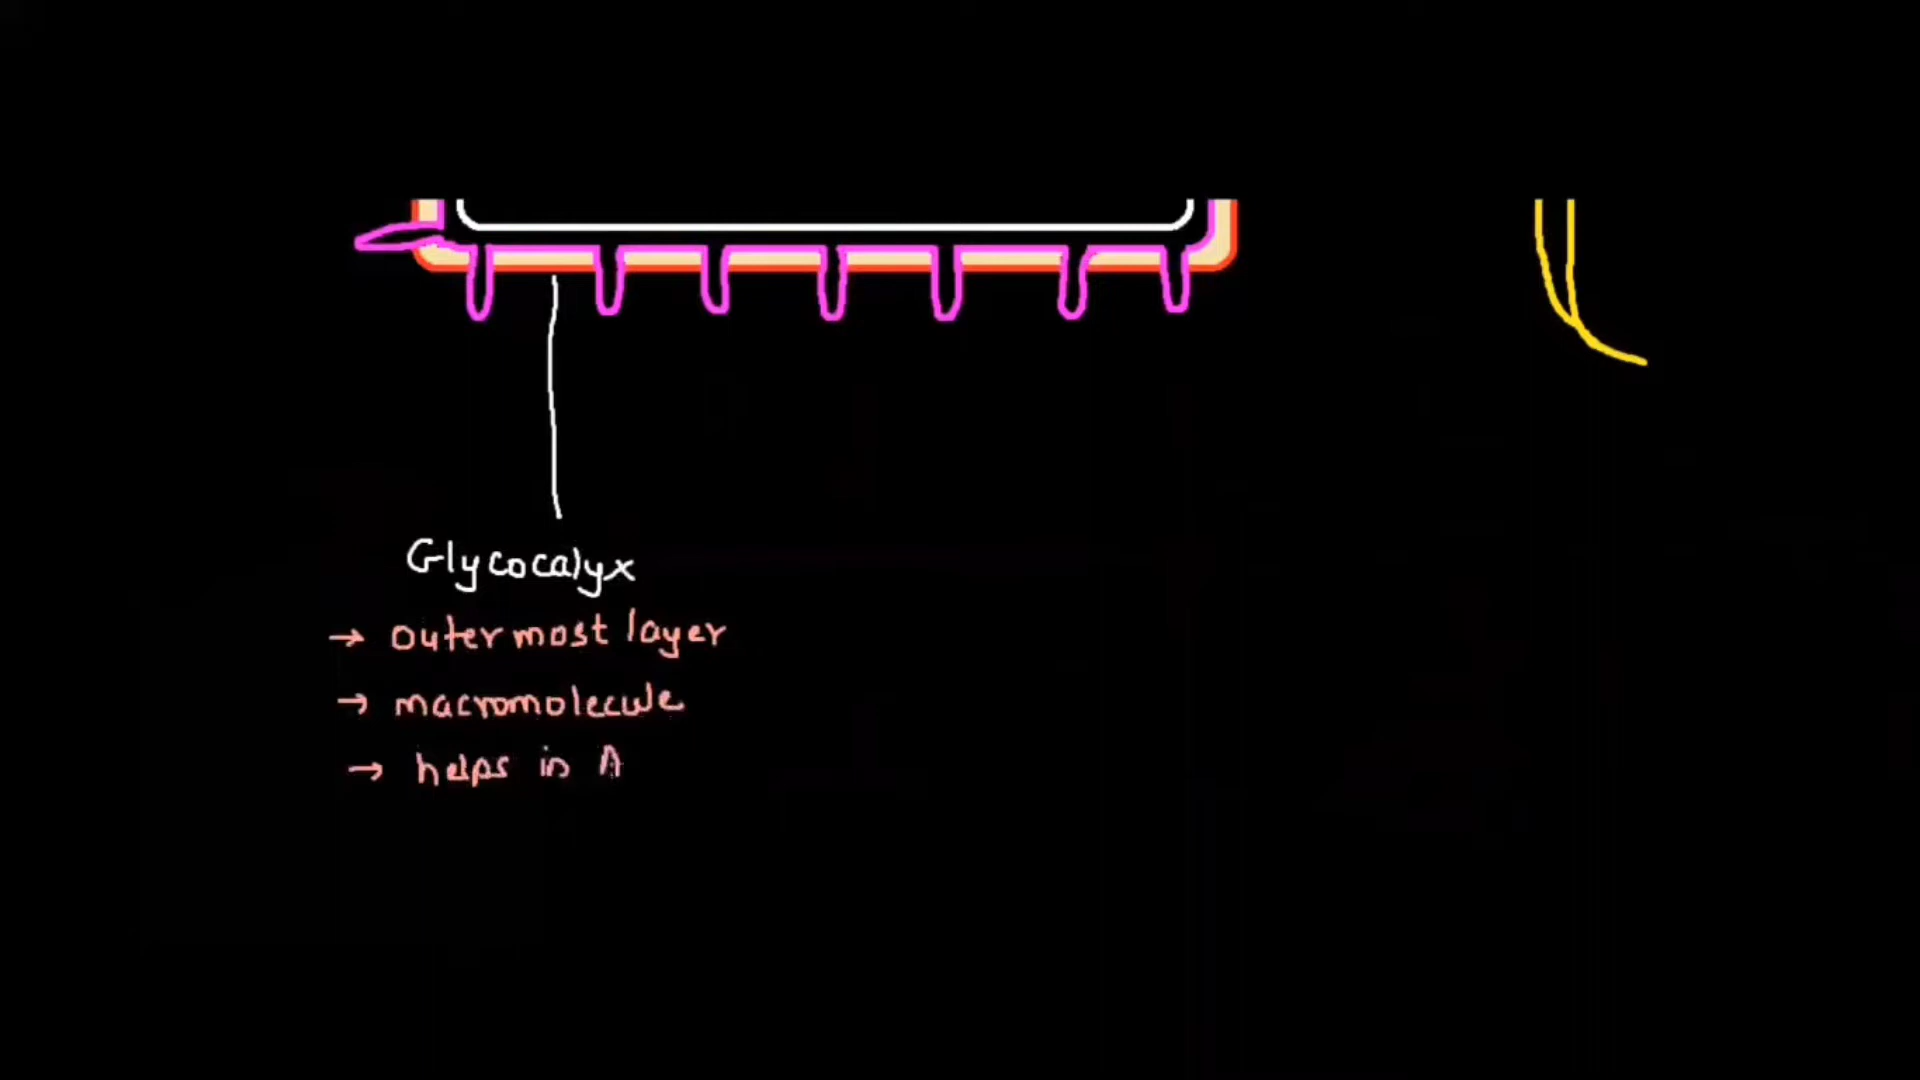 Glycocalyx
→ outermost layer
→ macromolecule
→ helps in A